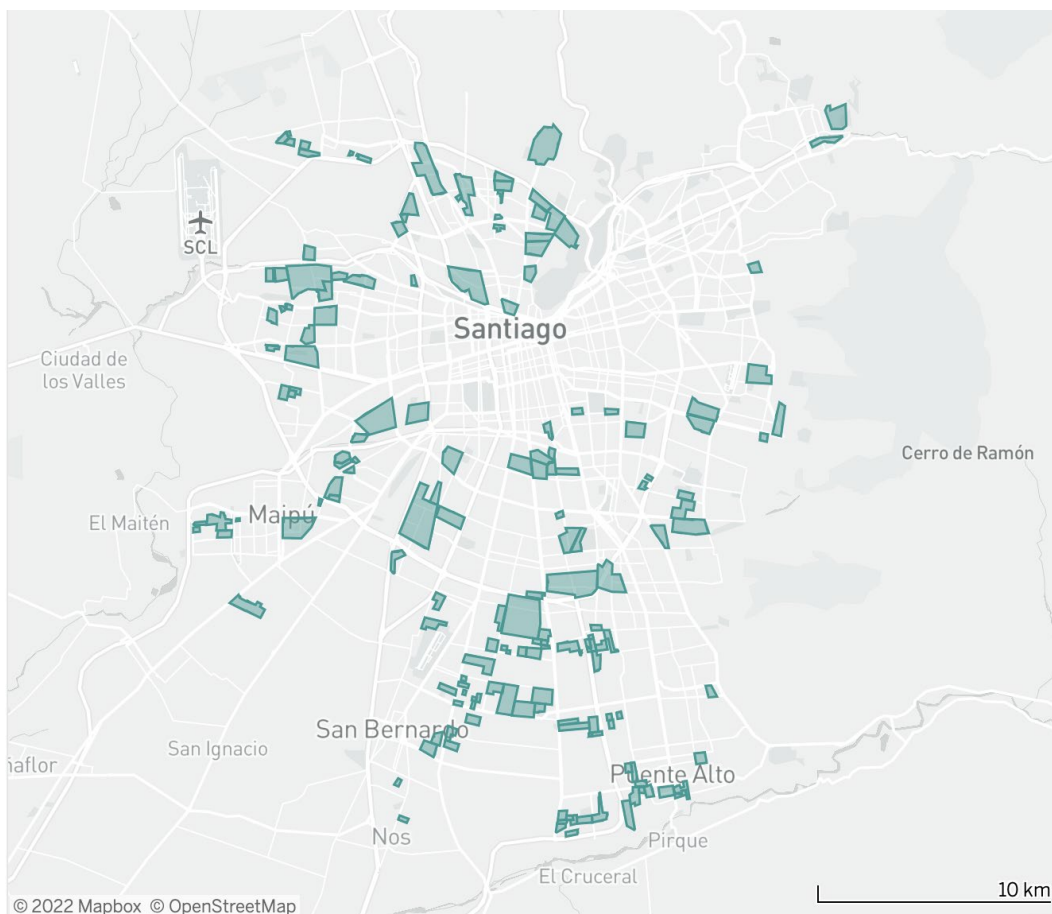 SCL
Santiago
Ciudad de
los Valles
Cerro de Ramón
El Maitén
Maipú
San Bernardo
San Ignacio
ñaflor
Puente Alto
Nos
Pirque
El Cruceral
10 km
© 2022 Mapbox © OpenStreetMap